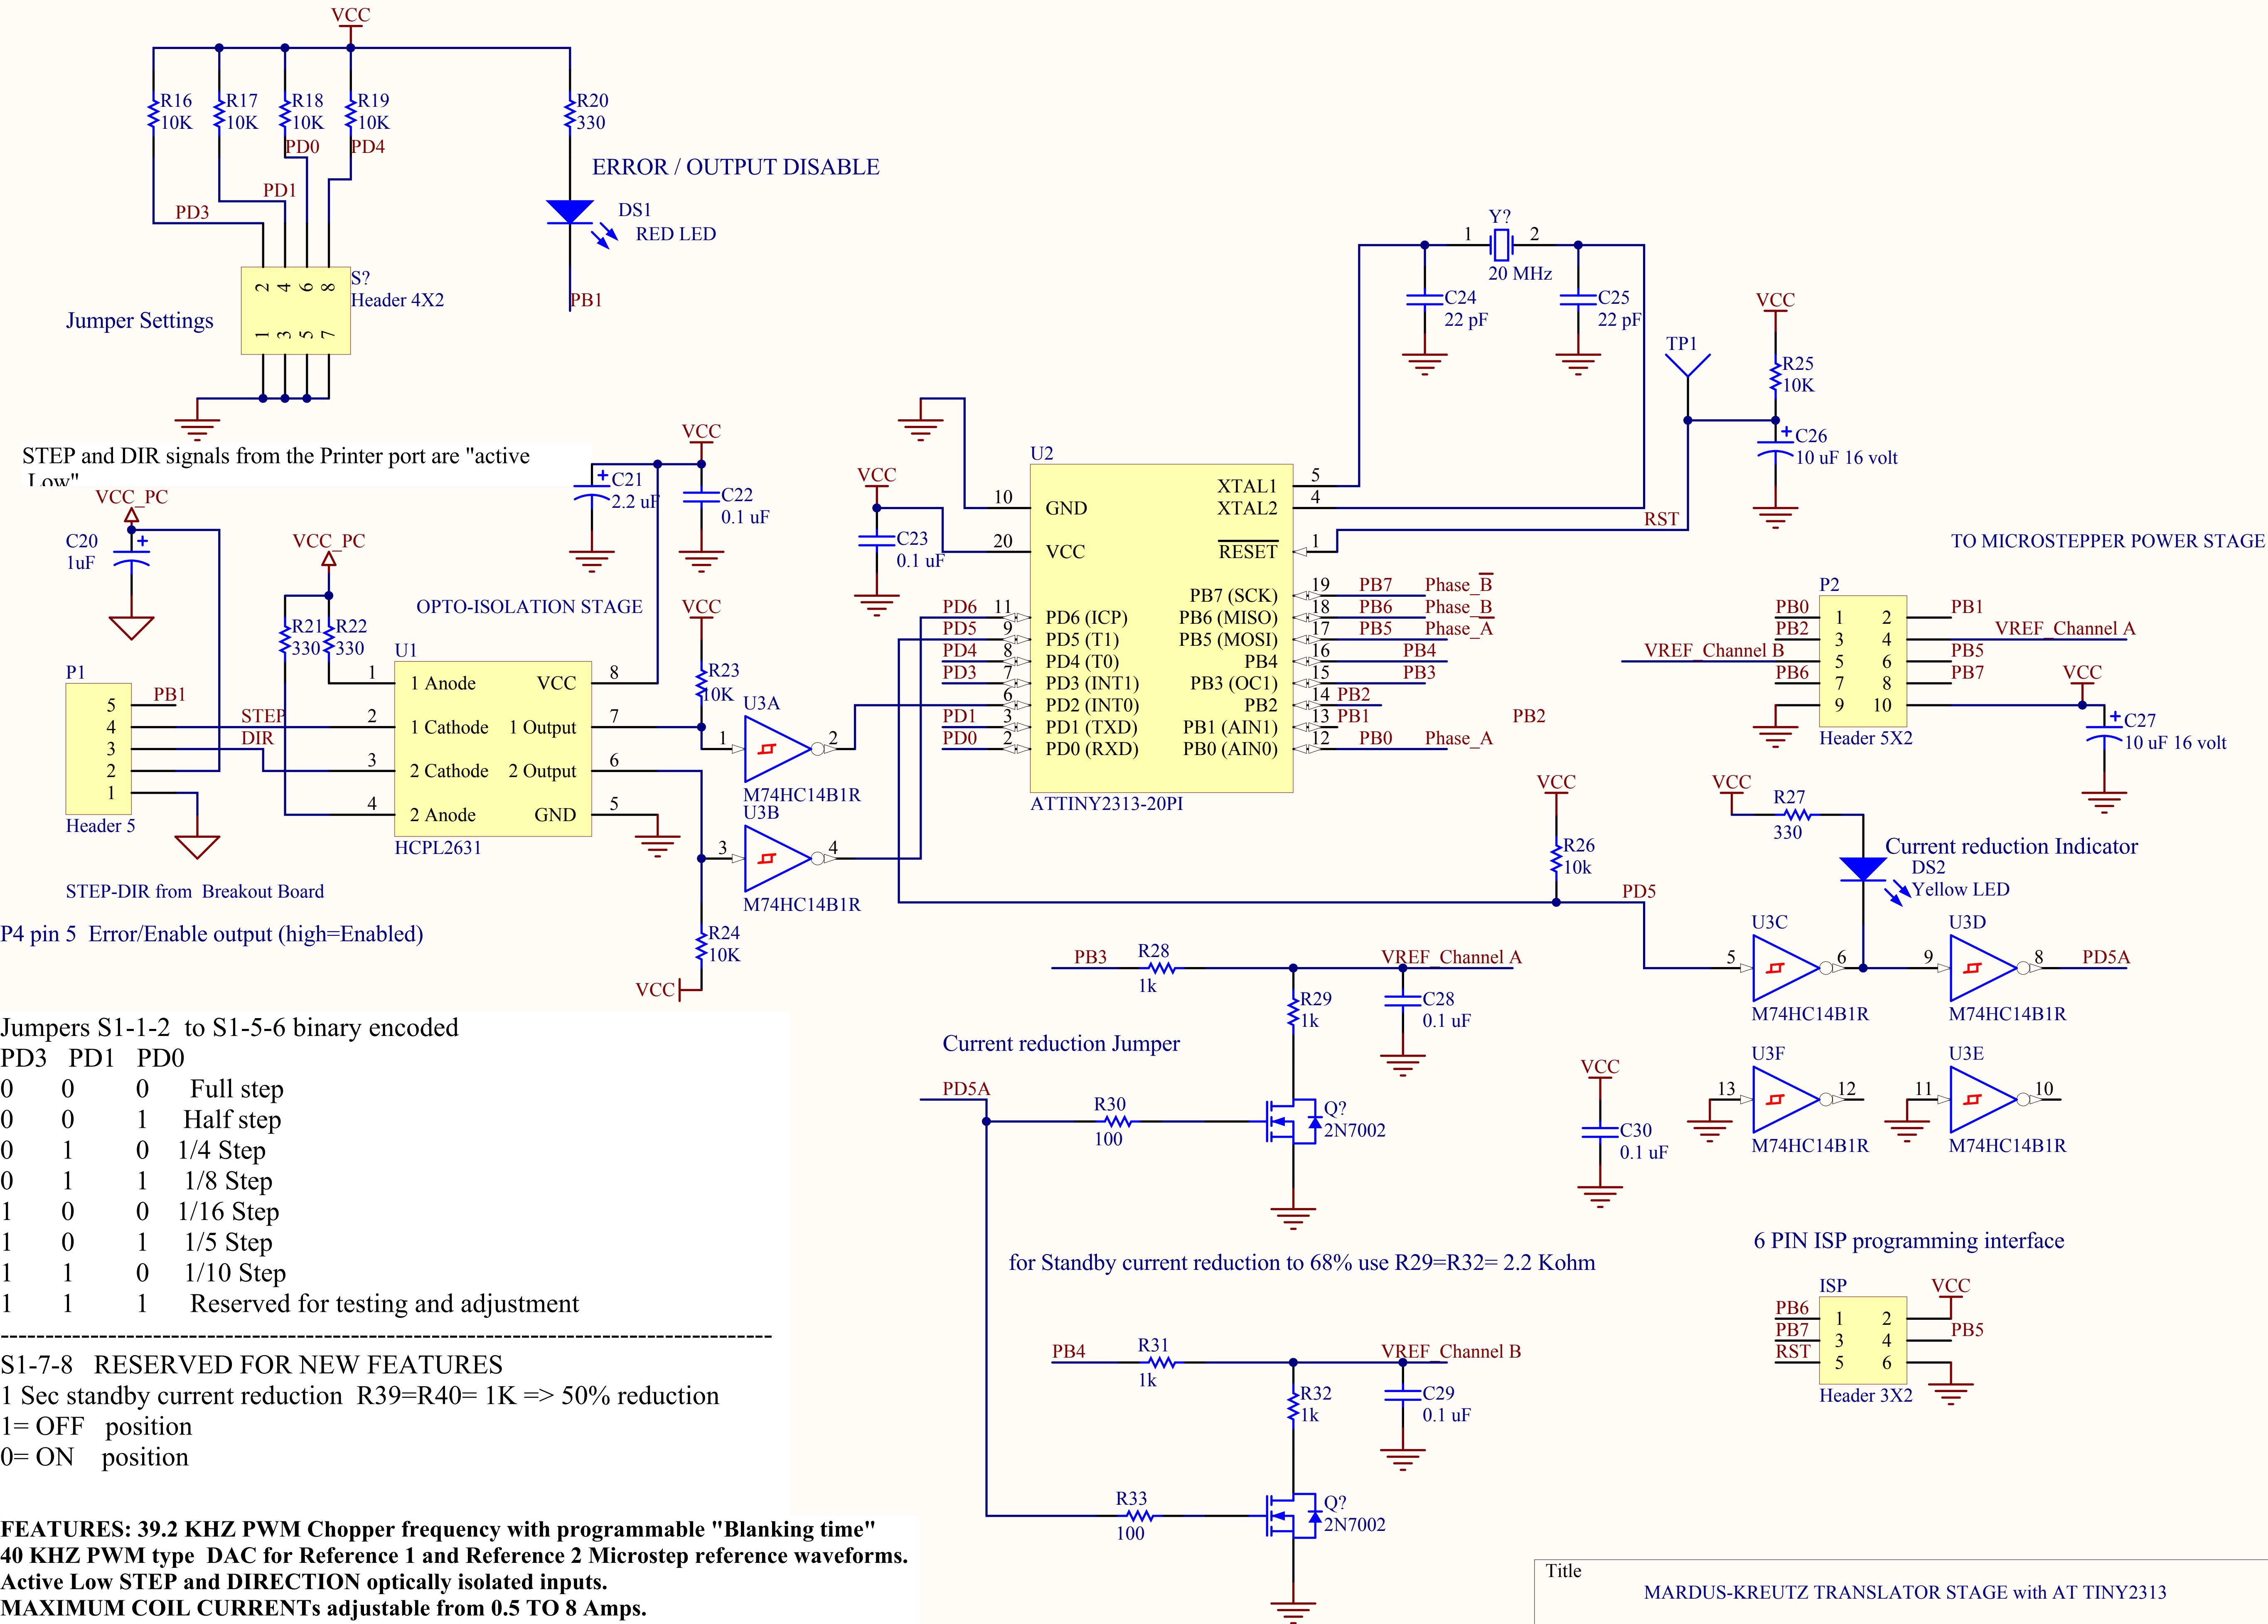 VCC
R16
10K
R17
10K
R18
10K
R19
10K
PD0
PD4
PD1
PD3
R20
330
ERROR / OUTPUT DISABLE
DS1
RED LED
PB1
2 4 6 8
1 3 5 7
S?
Header 4X2
Jumper Settings
STEP and DIR signals from the Printer port are "active
Low"
VCC_PC
C20
1uF
VCC_PC
R21
330
R22
330
OPTO-ISOLATION STAGE
VCC
C21
2.2 uF
C22
0.1 uF
P1
5
4
3
2
1
PB1
STEP
DIR
Header 5
U1
1 1 Anode VCC 8
2 1 Cathode 1 Output 7
3 2 Cathode 2 Output 6
4 2 Anode GND 5
HCPL2631
STEP-DIR from Breakout Board
P4 pin 5 Error/Enable output (high=Enabled)
VCC
R23
10K
U3A
1 2
M74HC14B1R
U3B
3 4
M74HC14B1R
R24
10K
VCC
VCC
C23
0.1 uF
U2
10 GND
20 VCC
PD6 11 PD6 (ICP)
PD5 9 PD5 (T1)
PD4 8 PD4 (T0)
PD3 7 PD3 (INT1)
6 PD2 (INT0)
PD1 3 PD1 (TXD)
PD0 2 PD0 (RXD)
XTAL1 5
XTAL2 4
RESET 1
PB7 (SCK) 19 PB7 Phase_B
PB6 (MISO) 18 PB6 Phase_B
PB5 (MOSI) 17 PB5 Phase_A
PB4 16 PB4
PB3 (OC1) 15 PB3
PB2 14 PB2
PB1 (AIN1) 13 PB1
PB2
PB0 (AIN0) 12 PB0 Phase_A
ATTINY2313-20PI
Y?
1 2
20 MHz
C24
22 pF
C25
22 pF
TP1
VCC
R25
10K
C26
10 uF 16 volt
RST
TO MICROSTEPPER POWER STAGE
P2
PB0 1 2 PB1
PB2 3 4 VREF_Channel A
VREF_Channel B 5 6 PB5
PB6 7 8 PB7
9 10
VCC
Header 5X2
C27
10 uF 16 volt
VCC
R26
10k
PD5
VCC
R27
330
Current reduction Indicator
DS2
Yellow LED
U3C
5 6
M74HC14B1R
U3D
9 8
PD5A
M74HC14B1R
U3F
13 12
M74HC14B1R
U3E
11 10
M74HC14B1R
VCC
C30
0.1 uF
PB3
R28
1k
VREF_Channel A
R29
1k
C28
0.1 uF
Current reduction Jumper
PD5A
R30
100
Q?
2N7002
for Standby current reduction to 68% use R29=R32= 2.2 Kohm
PB4
R31
1k
VREF_Channel B
R32
1k
C29
0.1 uF
R33
100
Q?
2N7002
6 PIN ISP programming interface
ISP
VCC
PB6 1 2
PB7 3 4 PB5
RST 5 6
Header 3X2
Jumpers S1-1-2 to S1-5-6 binary encoded
PD3 PD1 PD0
0 0 0 Full step
0 0 1 Half step
0 1 0 1/4 Step
0 1 1 1/8 Step
1 0 0 1/16 Step
1 0 1 1/5 Step
1 1 0 1/10 Step
1 1 1 Reserved for testing and adjustment
--------------------------------------------------------------------------------------
S1-7-8 RESERVED FOR NEW FEATURES
1 Sec standby current reduction R39=R40= 1K => 50% reduction
1= OFF position
0= ON position
FEATURES: 39.2 KHZ PWM Chopper frequency with programmable "Blanking time"
40 KHZ PWM type DAC for Reference 1 and Reference 2 Microstep reference waveforms.
Active Low STEP and DIRECTION optically isolated inputs.
MAXIMUM COIL CURRENTs adjustable from 0.5 TO 8 Amps.
Title
MARDUS-KREUTZ TRANSLATOR STAGE with AT TINY2313